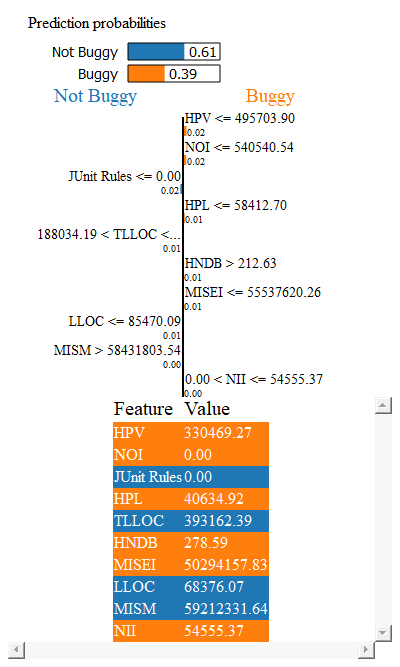 Prediction probabilities
Not Buggy 0.61
Buggy 0.39
Not Buggy Buggy
HPV <= 495703.90
0.02
NOI <= 540540.54
0.02
JUnit Rules <= 0.00
0.02
HPL <= 58412.70
0.01
188034.19 < TLLOC <...
0.01
HNDB > 212.63
0.01
MISEI <= 55537620.26
0.01
LLOC <= 85470.09
0.01
MISM > 58431803.54
0.00
0.00 < NII <= 54555.37
0.00
Feature Value
HPV 330469.27
NOI 0.00
JUnit Rules 0.00
HPL 40634.92
TLLOC 393162.39
HNDB 278.59
MISEI 50294157.83
LLOC 68376.07
MISM 59212331.64
NII 54555.37